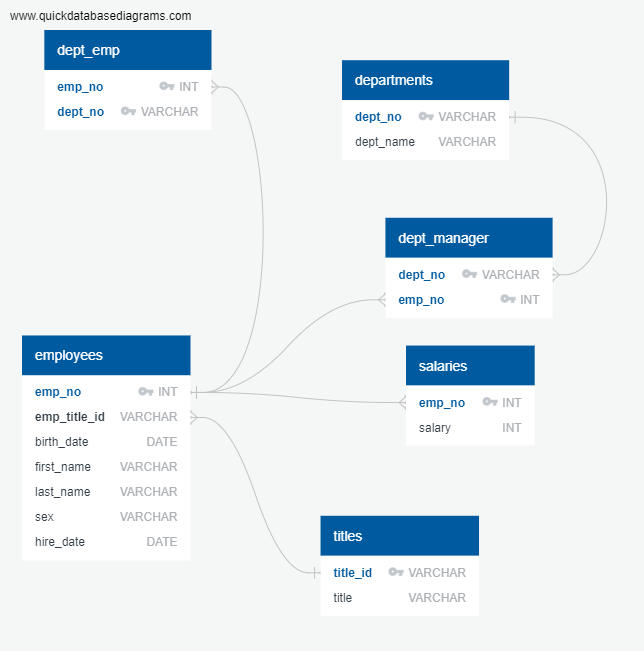 www.quickdatabasediagrams.com
dept_emp
emp_no INT
dept_no VARCHAR
departments
dept_no VARCHAR
dept_name VARCHAR
dept_manager
dept_no VARCHAR
emp_no INT
employees
emp_no INT
emp_title_id VARCHAR
birth_date DATE
first_name VARCHAR
last_name VARCHAR
sex VARCHAR
hire_date DATE
salaries
emp_no INT
salary INT
titles
title_id VARCHAR
title VARCHAR